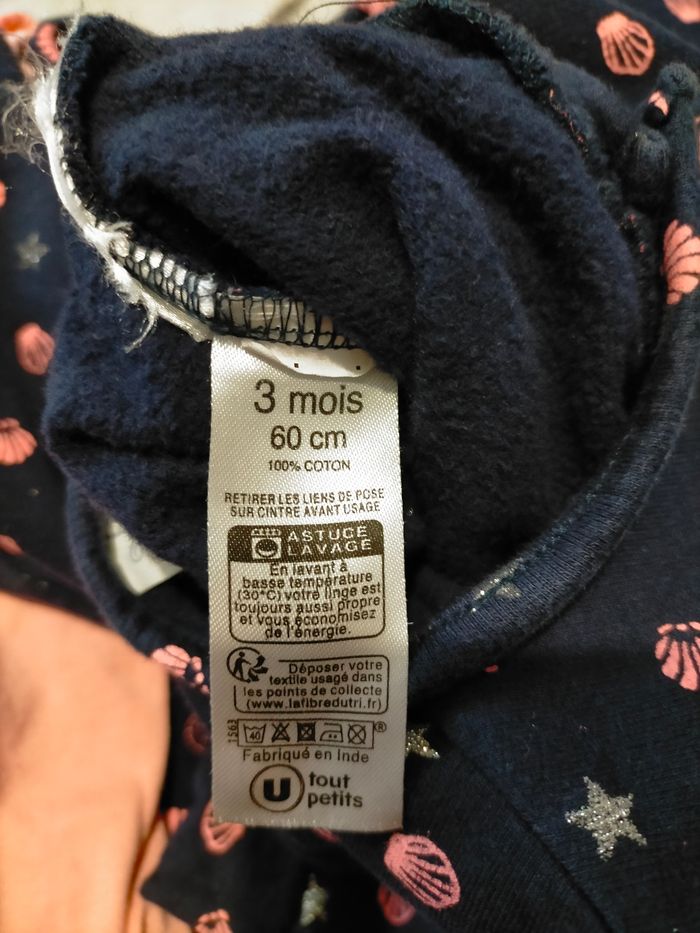 3 mois
60 cm
100% COTON
RETIRER LES LIENS DE POSE
SUR CINTRE AVANT USAGE
ASTUCE
LAVAGE
En lavant à
basse température
(30°C) votre linge est
toujours aussi propre
et vous économisez
de l'énergie.
Déposer votre
textile usagé dans
les points de collecte
(www.lafibredutri.fr)
1563
40
®
Fabriqué en Inde
U tout
petits